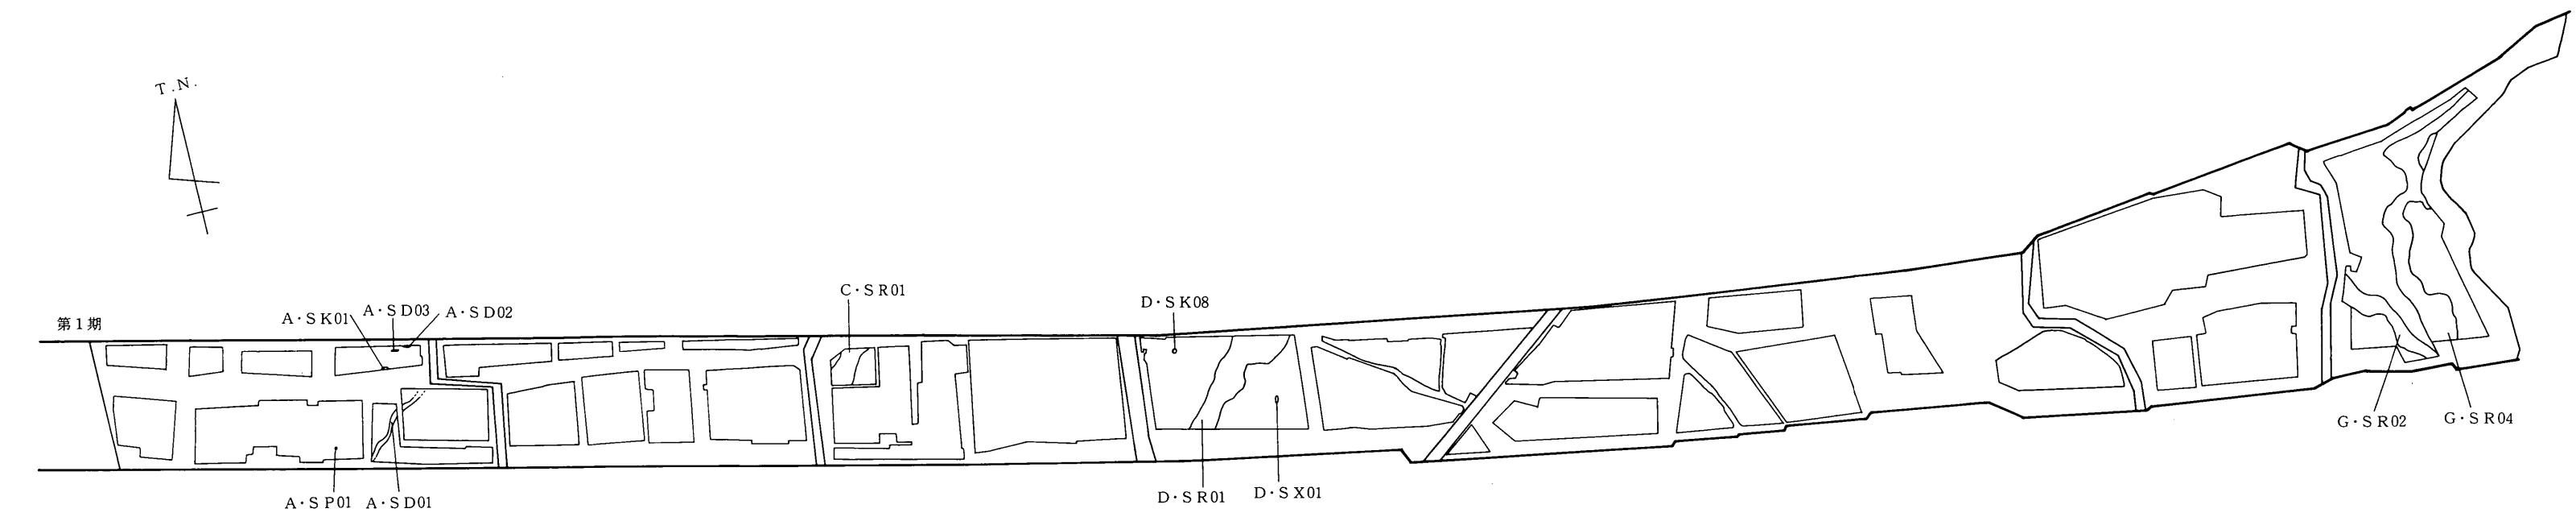 T.N.
第1期
A·SK01
A·SD03
A·SD02
C·SR01
D·SK08
A·SP01
A·SD01
D·SR01
D·SX01
G·SR02
G·SR04